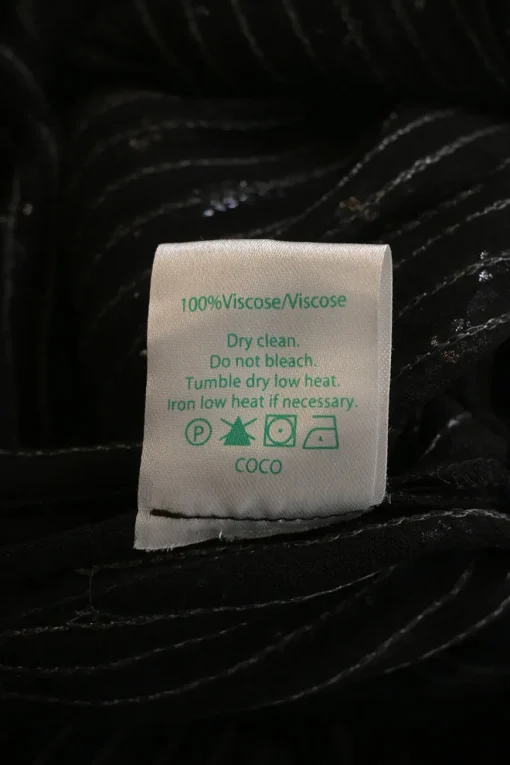 100%Viscose/Viscose
Dry clean.
Do not bleach.
Tumble dry low heat.
Iron low heat if necessary.
P
COCO